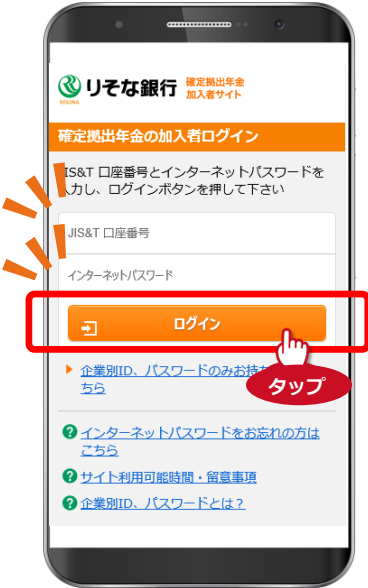 りそな銀行
RESONA
確定拠出年金
加入者サイト
確定拠出年金の加入者ログイン
IS&T 口座番号とインターネットパスワードを
入力し、ログインボタンを押して下さい
JIS&T 口座番号
インターネットパスワード
ログイン
企業別ID、パスワードのみお持
ちら
タップ
インターネットパスワードをお忘れの方は
こちら
サイト利用可能時間・留意事項
企業別ID、パスワードとは？